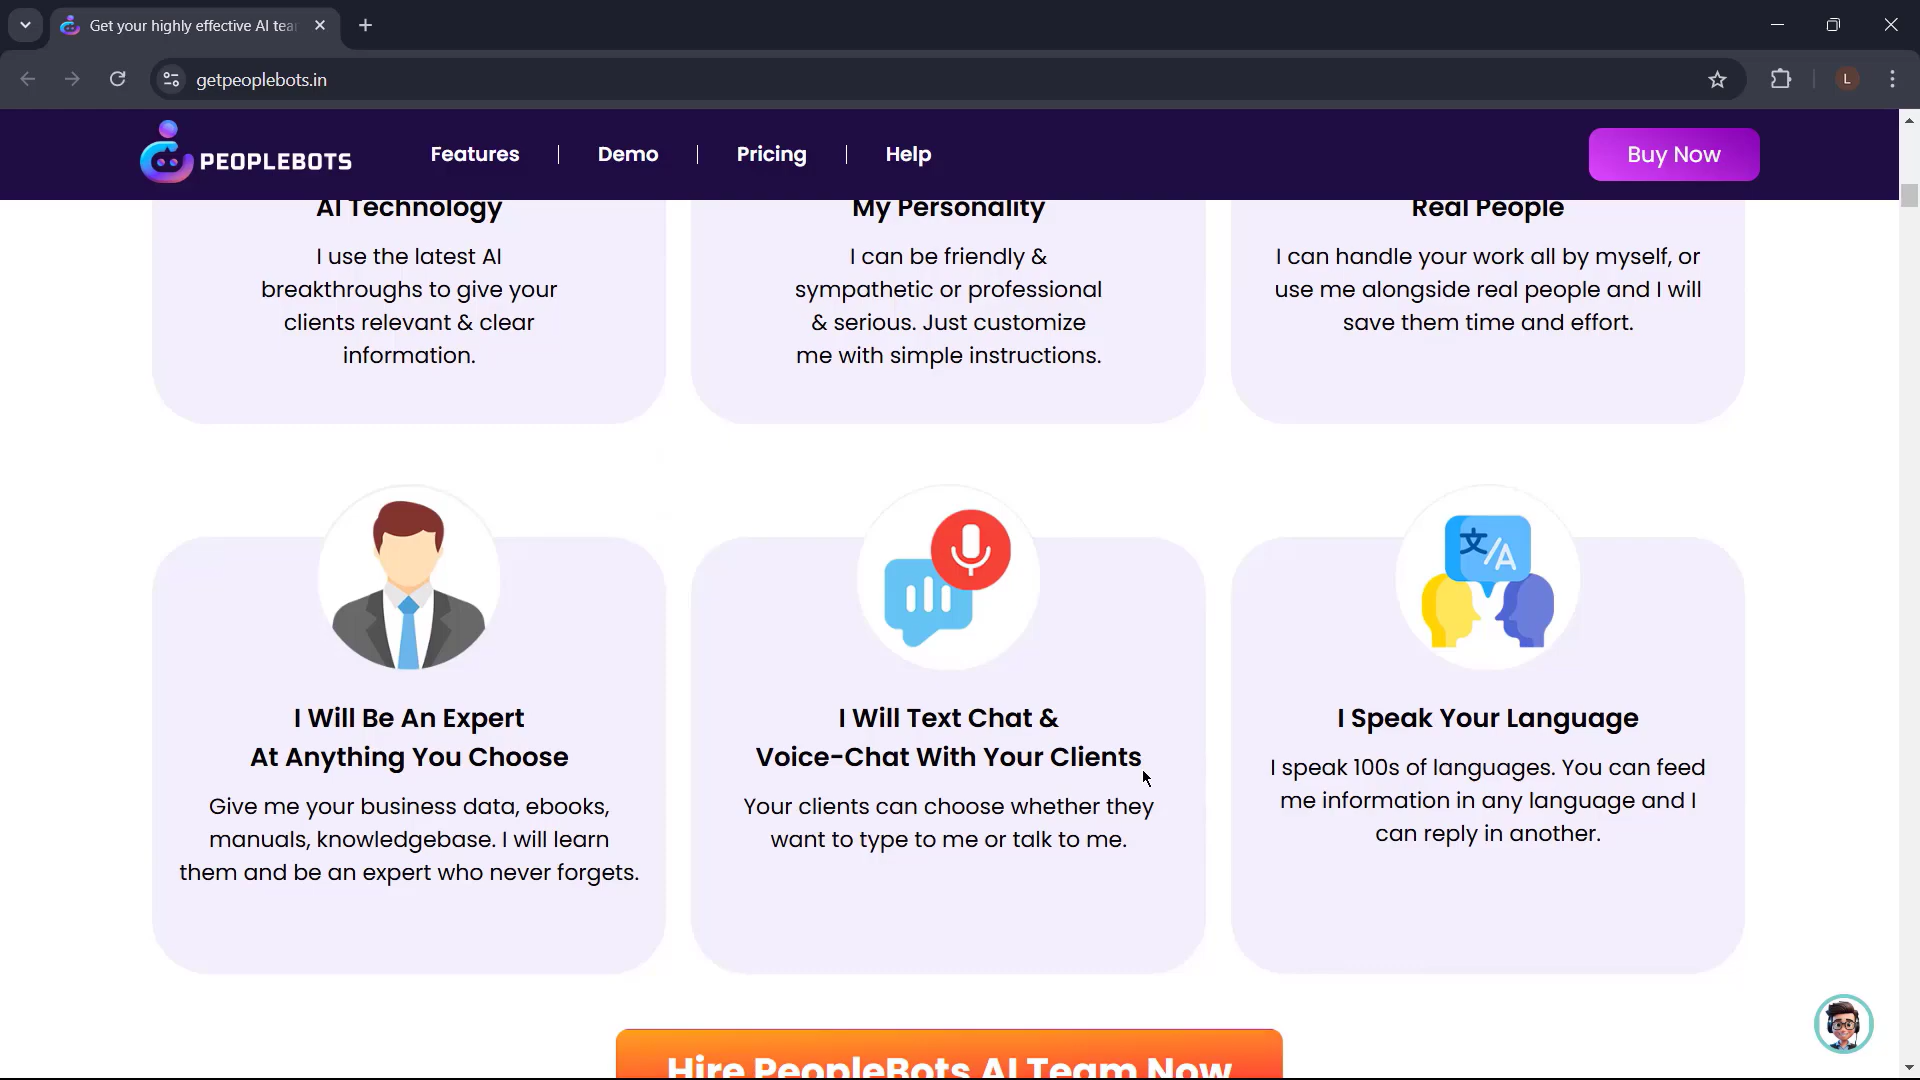 Get your highly effective AI tea
getpeoplebots.in
L
PEOPLEBOTS
Features
Demo
Pricing
Help
Buy Now
AI Technology
I use the latest AI
breakthroughs to give your
clients relevant & clear
information.
My Personality
I can be friendly &
sympathetic or professional
& serious. Just customize
me with simple instructions.
Real People
I can handle your work all by myself, or
use me alongside real people and I will
save them time and effort.
I Will Be An Expert
At Anything You Choose
Give me your business data, ebooks,
manuals, knowledgebase. I will learn
them and be an expert who never forgets.
I Will Text Chat &
Voice-Chat With Your Clients
Your clients can choose whether they
want to type to me or talk to me.
文
A
I Speak Your Language
I speak 100s of languages. You can feed
me information in any language and I
can reply in another.
Hire PeopleBots AI Team Now